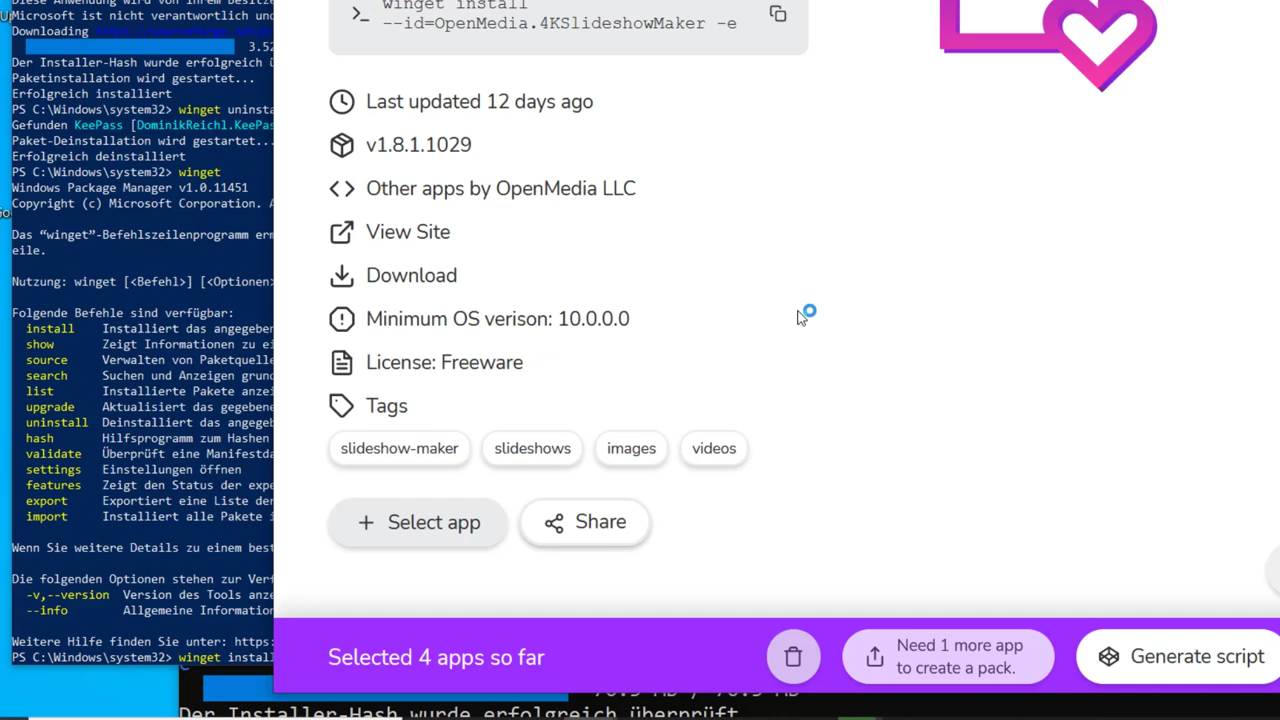 Diese Anwendung wird von ihrem Besitze
Microsoft ist nicht verantwortlich und
Downloading
3.52
Der Installer-Hash wurde erfolgreich ü
Paketinstallation wird gestartet...
Erfolgreich installiert
PS C:\Windows\system32> winget uninsta
Gefunden KeePass [DominikReichl.KeePas
Paket-Deinstallation wird gestartet...
Erfolgreich deinstalliert
PS C:\Windows\system32> winget
Windows Package Manager v1.0.11451
Copyright (c) Microsoft Corporation. A
Das “winget”-Befehlszeilenprogramm erm
eile.
Nutzung: winget [<Befehl>] [<Optionen>
Folgende Befehle sind verfügbar:
install Installiert das angegeben
show Zeigt Informationen zu ei
source Verwalten von Paketquelle
search Suchen und Anzeigen grund
list Installierte Pakete anzei
upgrade Aktualisiert das gegebene
uninstall Deinstalliert das angegeb
hash Hilfsprogramm zum Hashen
validate Überprüft eine Manifestda
settings Einstellungen öffnen
features Zeigt den Status der expe
export Exportiert eine Liste der
import Installiert alle Pakete i
Wenn Sie weitere Details zu einem best
Die folgenden Optionen stehen zur Verf
-v,--version Version des Tools anze
--info Allgemeine Information
Weitere Hilfe finden Sie unter: https:
PS C:\Windows\system32> winget install
winget install
--id=OpenMedia.4KSlideshowMaker -e
Last updated 12 days ago
v1.8.1.1029
Other apps by OpenMedia LLC
View Site
Download
Minimum OS verison: 10.0.0.0
License: Freeware
Tags
slideshow-maker slideshows images videos
+ Select app
Share
Selected 4 apps so far
Need 1 more app
to create a pack.
Generate script
Der Installer-Hash wurde erfolgreich überprüft